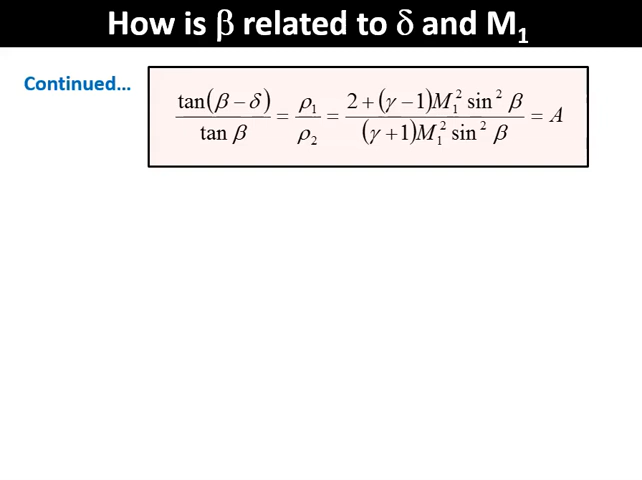 How is β related to δ and M₁
Continued...
tan(β − δ) / tan β = ρ₁ / ρ₂ = 2 + (γ − 1)M₁² sin² β / (γ + 1)M₁² sin² β = A